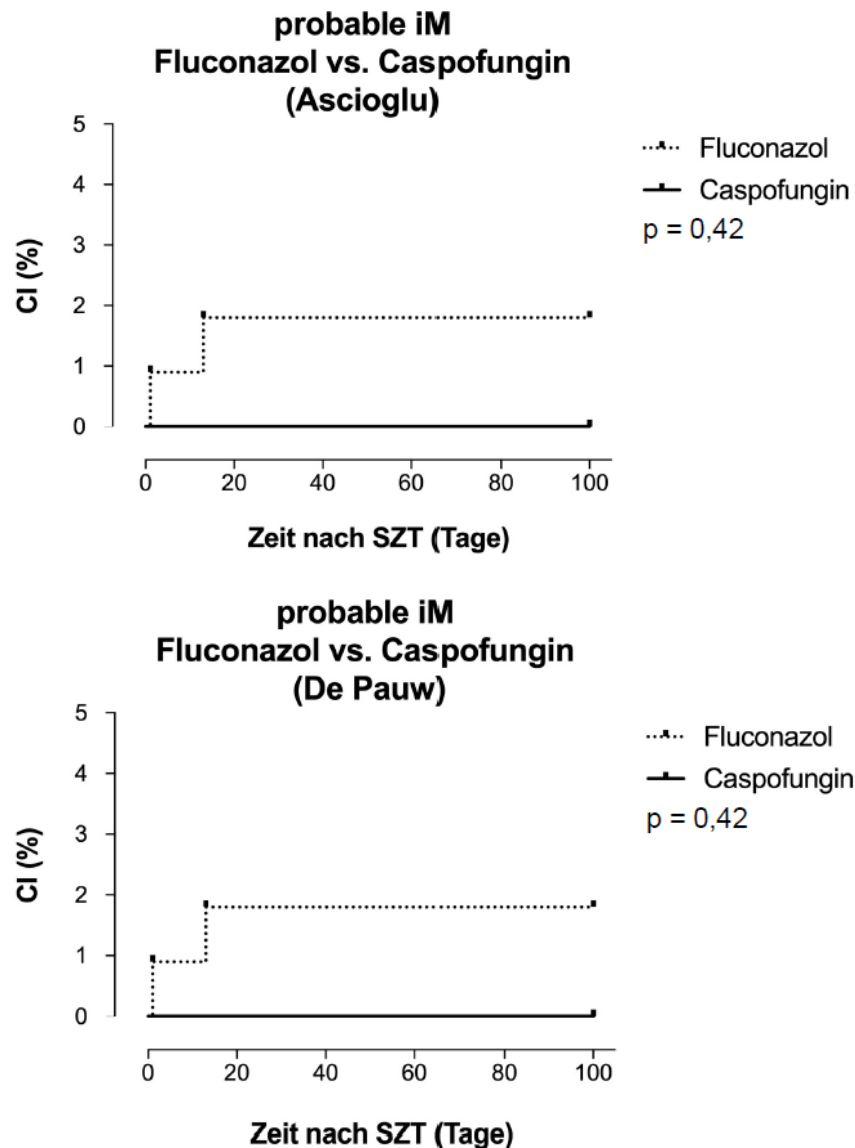 probable iM
Fluconazol vs. Caspofungin
(Ascioglu)
5
4
3
2
1
0
CI (%)
Fluconazol
Caspofungin
p = 0,42
0 20 40 60 80 100
Zeit nach SZT (Tage)
probable iM
Fluconazol vs. Caspofungin
(De Pauw)
5
4
3
2
1
0
CI (%)
Fluconazol
Caspofungin
p = 0,42
0 20 40 60 80 100
Zeit nach SZT (Tage)